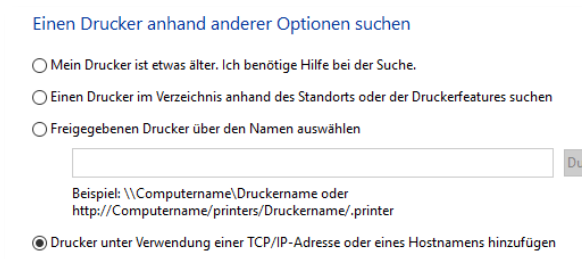 Einen Drucker anhand anderer Optionen suchen
Mein Drucker ist etwas älter. Ich benötige Hilfe bei der Suche.
Einen Drucker im Verzeichnis anhand des Standorts oder der Druckerfeatures suchen
Freigegebenen Drucker über den Namen auswählen
Beispiel: \\Computername\Druckername oder
http://Computername/printers/Druckername/.printer
Drucker unter Verwendung einer TCP/IP-Adresse oder eines Hostnamens hinzufügen